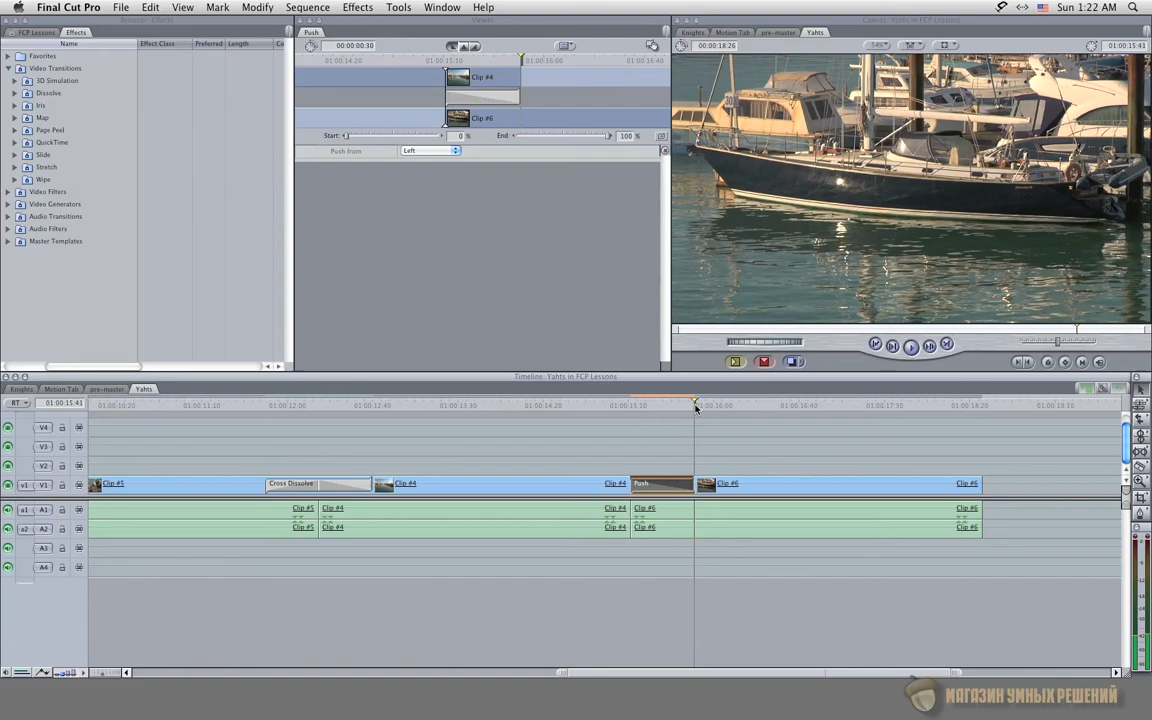 Final Cut Pro File Edit View Mark Modify Sequence Effects Tools Window Help Sun 1:22 AM
Browser: Effects
Viewer
Canvas: Yahts in FCP Lessons
FCP Lessons Effects
Name Effect Class Preferred Length
Favorites
Video Transitions
3D Simulation
Dissolve
Iris
Map
Page Peel
QuickTime
Slide
Stretch
Wipe
Video Filters
Video Generators
Audio Transitions
Audio Filters
Master Templates
Push
00:00:00:30
01:00:14:20 01:00:15:10 01:00:16:00 01:00:16:40
Clip #4
Clip #6
Start: 0 % End: 100 %
Push from Left
Knights Motion Tab pre-master Yahts
00:00:18:26 54% 01:00:15:41
Timeline: Yahts in FCP Lessons
Knights Motion Tab pre-master Yahts
RT 01:00:15:41 01:00:10:20 01:00:11:10 01:00:12:00 01:00:12:40 01:00:13:30 01:00:14:20 01:00:15:10 01:00:16:00 01:00:16:40 01:00:17:30 01:00:18:20 01:00:19:10
V4
V3
V2
v1 V1 Clip #5 Cross Dissolve Clip #4 Clip #4 Push Clip #6 Clip #6
a1 A1 Clip #5 Clip #4 Clip #4 Clip #6 Clip #6
a2 A2 Clip #5 Clip #4 Clip #4 Clip #6 Clip #6
A3
A4
МАГАЗИН УМНЫХ РЕШЕНИЙ